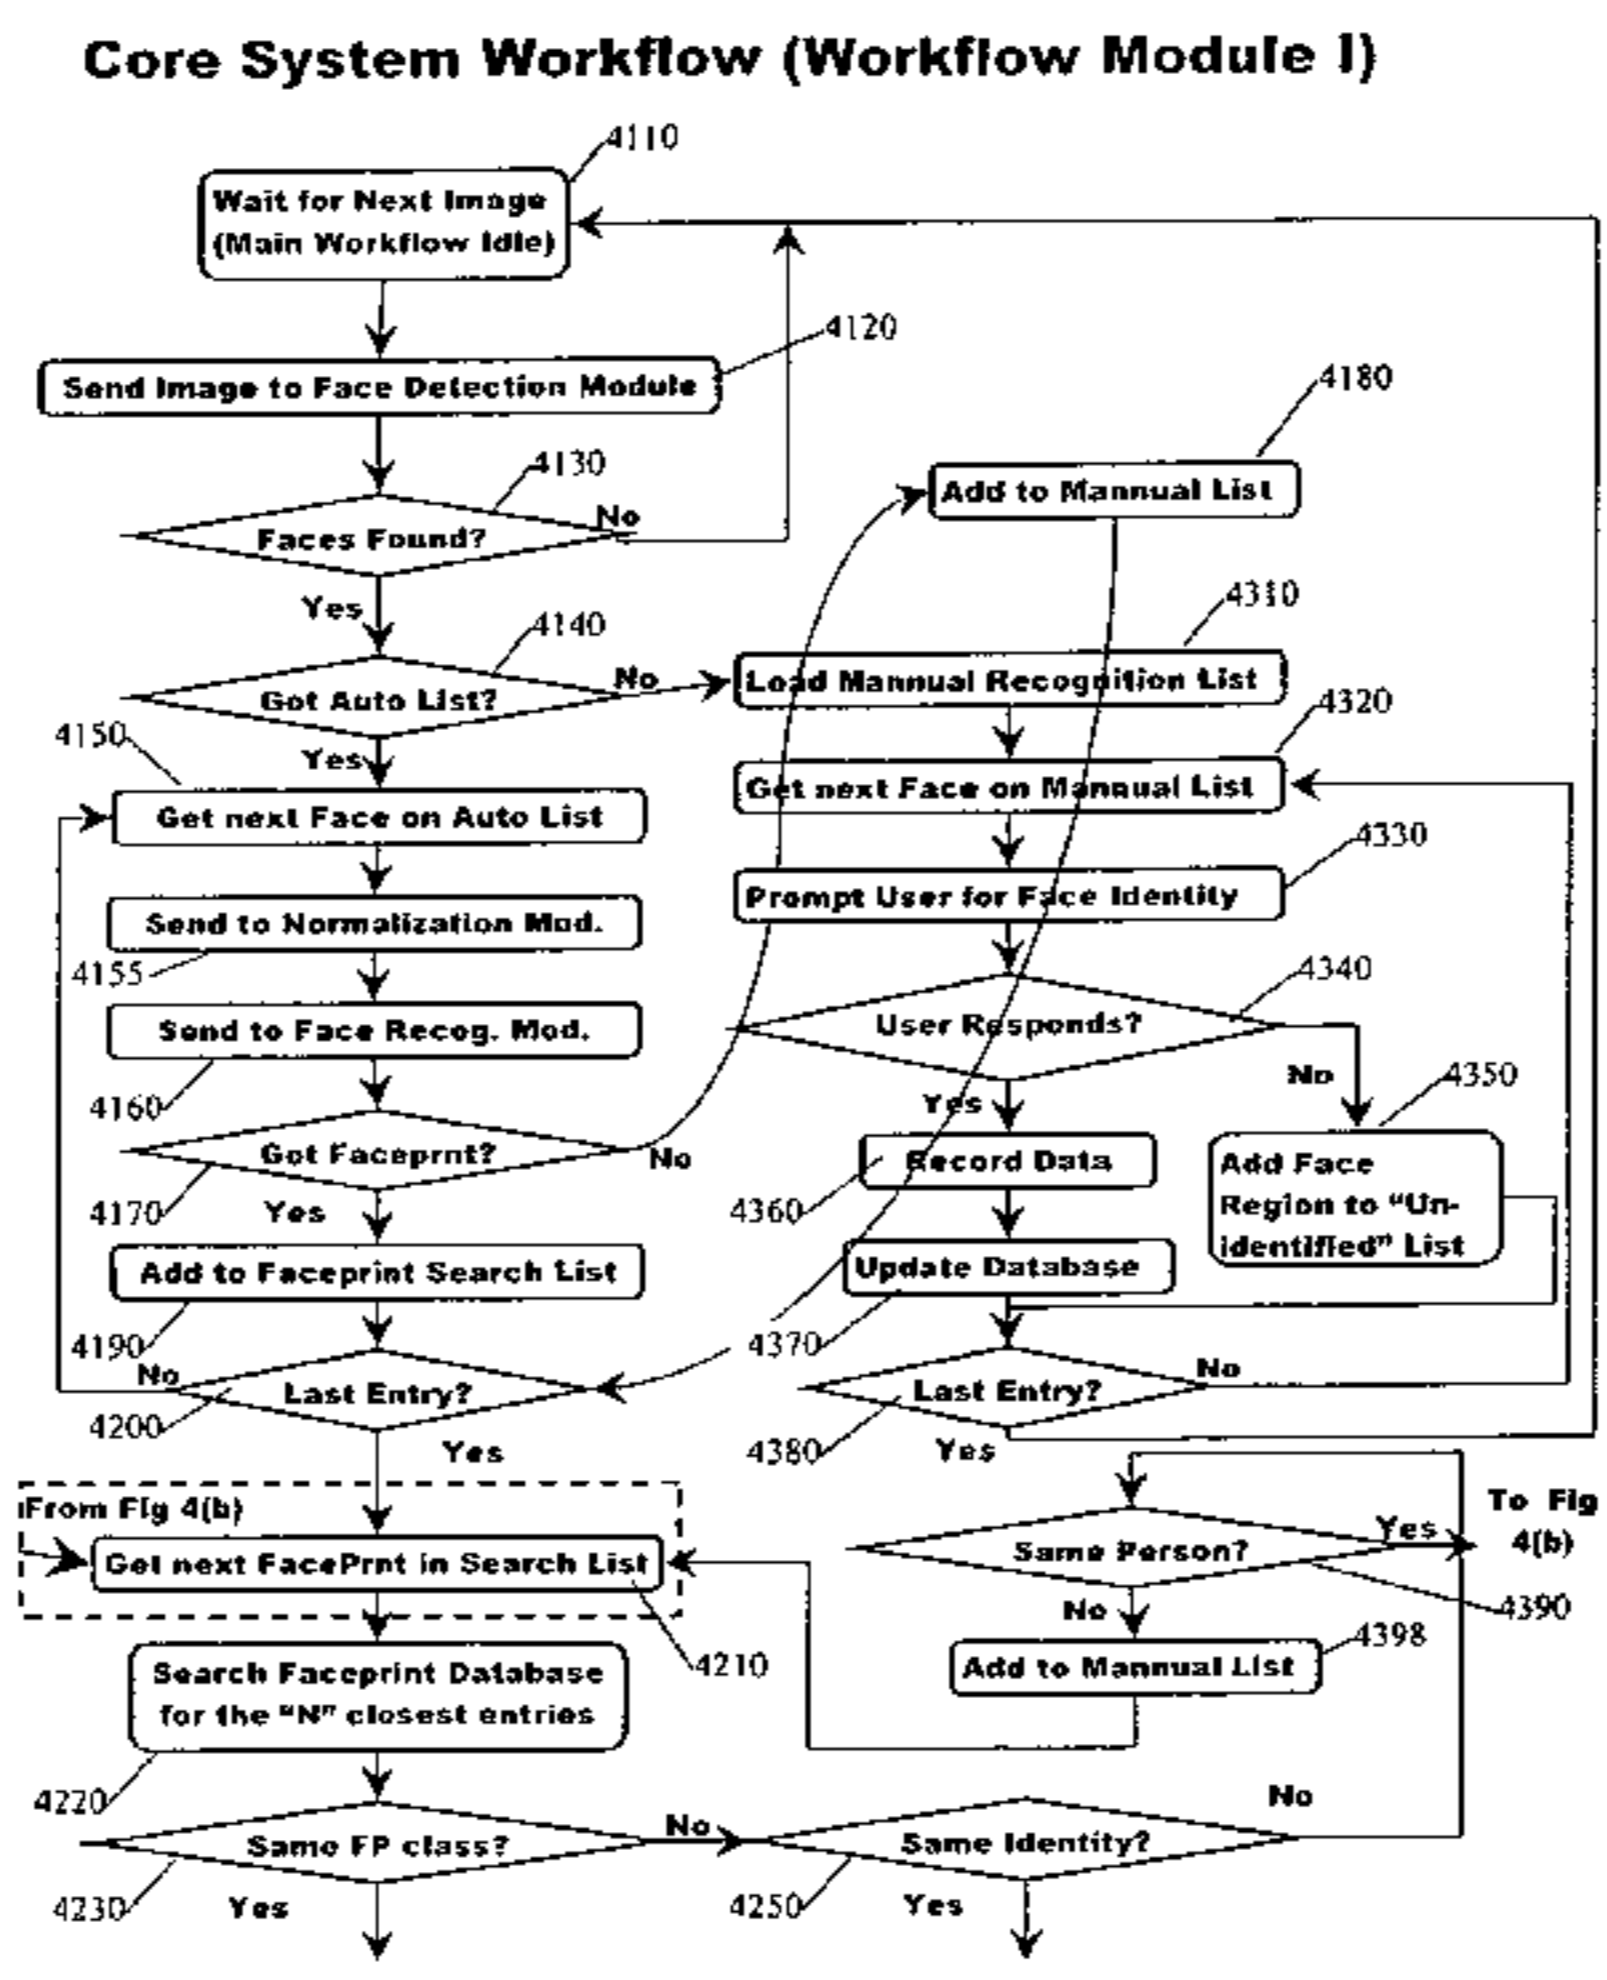 Core System Workflow (Workflow Module I)
4110
Wait for Next Image
(Main Workflow Idle)
4120
Send Image to Face Detection Module
4180
Add to Mannual List
4130
Faces Found?
No
Yes
4140
Got Auto List?
No
4310
Load Mannual Recognition List
4320
4150
Yes
Get next Face on Auto List
Get next Face on Mannual List
4330
Send to Normalization Mod.
Prompt User for Face Identity
4155
4340
Send to Face Recog. Mod.
User Responds?
4160
Yes
No
4350
Got Faceprnt?
No
4170
Yes
Record Data
4360
Add Face
Region to “Un-
identified” List
Add to Faceprint Search List
Update Database
4190
4370
No
Last Entry?
4200
Yes
Last Entry?
No
4380
Yes
From Fig 4(b)
Get next FacePrnt in Search List
4210
Same Person?
Yes
To Fig
4(b)
4390
No
4398
Add to Mannual List
Search Faceprint Database
for the “N” closest entries
4220
Same FP class?
No
4230
Yes
Same Identity?
No
4250
Yes